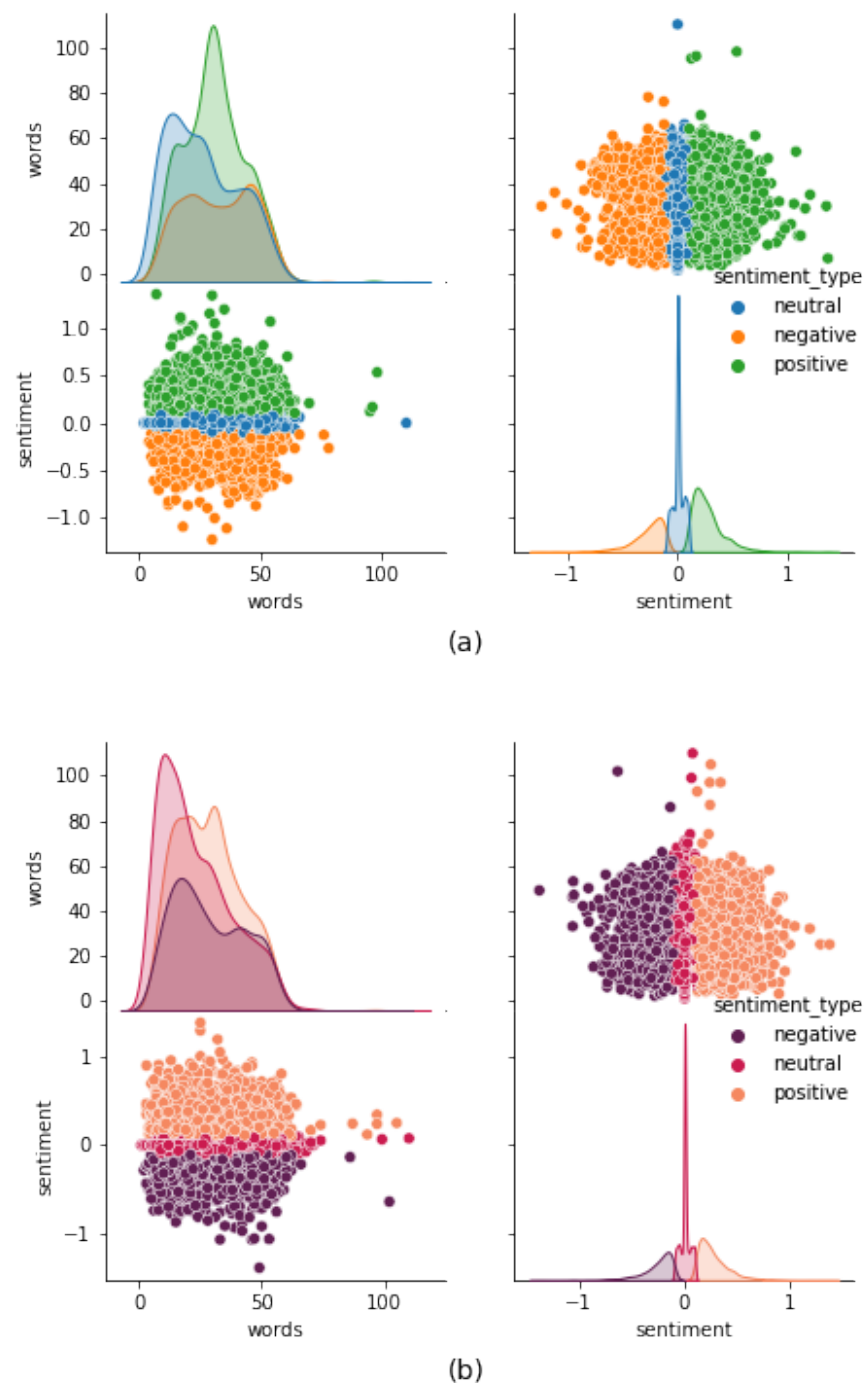 100
80
60
40
20
0
words
sentiment_type
neutral
negative
positive
1.0
0.5
0.0
−0.5
−1.0
sentiment
0 50 100
words
−1 0 1
sentiment
(a)
100
80
60
40
20
0
words
sentiment_type
negative
neutral
positive
1
0
−1
sentiment
0 50 100
words
−1 0 1
sentiment
(b)